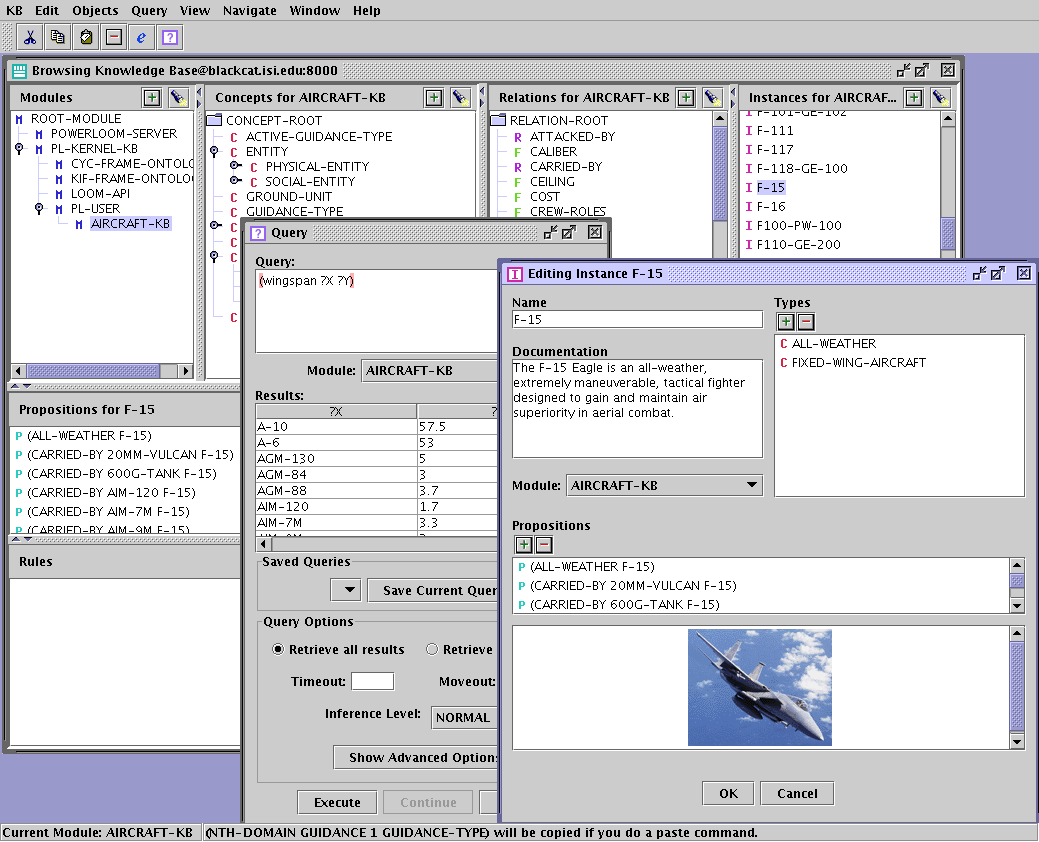 KB Edit Objects Query View Navigate Window Help
Browsing Knowledge Base@blackcat.isi.edu:8000
Modules
ROOT-MODULE
POWERLOOM-SERVER
PL-KERNEL-KB
CYC-FRAME-ONTOLO
KIF-FRAME-ONTOLO
LOOM-API
PL-USER
AIRCRAFT-KB
Concepts for AIRCRAFT-KB
CONCEPT-ROOT
C ACTIVE-GUIDANCE-TYPE
C ENTITY
C PHYSICAL-ENTITY
C SOCIAL-ENTITY
C GROUND-UNIT
C GUIDANCE-TYPE
Relations for AIRCRAFT-KB
RELATION-ROOT
R ATTACKED-BY
F CALIBER
R CARRIED-BY
F CEILING
F COST
F CREW-ROLES
Instances for AIRCRAF...
I F-101-GE-102
I F-111
I F-117
I F-118-GE-100
I F-15
I F-16
I F100-PW-100
I F110-GE-200
Propositions for F-15
P (ALL-WEATHER F-15)
P (CARRIED-BY 20MM-VULCAN F-15)
P (CARRIED-BY 600G-TANK F-15)
P (CARRIED-BY AIM-120 F-15)
P (CARRIED-BY AIM-7M F-15)
P (CARRIED-BY AIM-9M F-15)
Rules
? Query
Query:
(wingspan ?X ?Y)
Module: AIRCRAFT-KB
Results:
?X ?
A-10 57.5
A-6 53
AGM-130 5
AGM-84 3
AGM-88 3.7
AIM-120 1.7
AIM-7M 3.3
Saved Queries
Save Current Quer
Query Options
Retrieve all results Retrieve
Timeout: Moveout:
Inference Level: NORMAL
Show Advanced Option
Execute Continue
I Editing Instance F-15
Name
F-15
Documentation
The F-15 Eagle is an all-weather,
extremely maneuverable, tactical fighter
designed to gain and maintain air
superiority in aerial combat.
Module: AIRCRAFT-KB
Types
C ALL-WEATHER
C FIXED-WING-AIRCRAFT
Propositions
P (ALL-WEATHER F-15)
P (CARRIED-BY 20MM-VULCAN F-15)
P (CARRIED-BY 600G-TANK F-15)
OK Cancel
Current Module: AIRCRAFT-KB (NTH-DOMAIN GUIDANCE 1 GUIDANCE-TYPE) will be copied if you do a paste command.